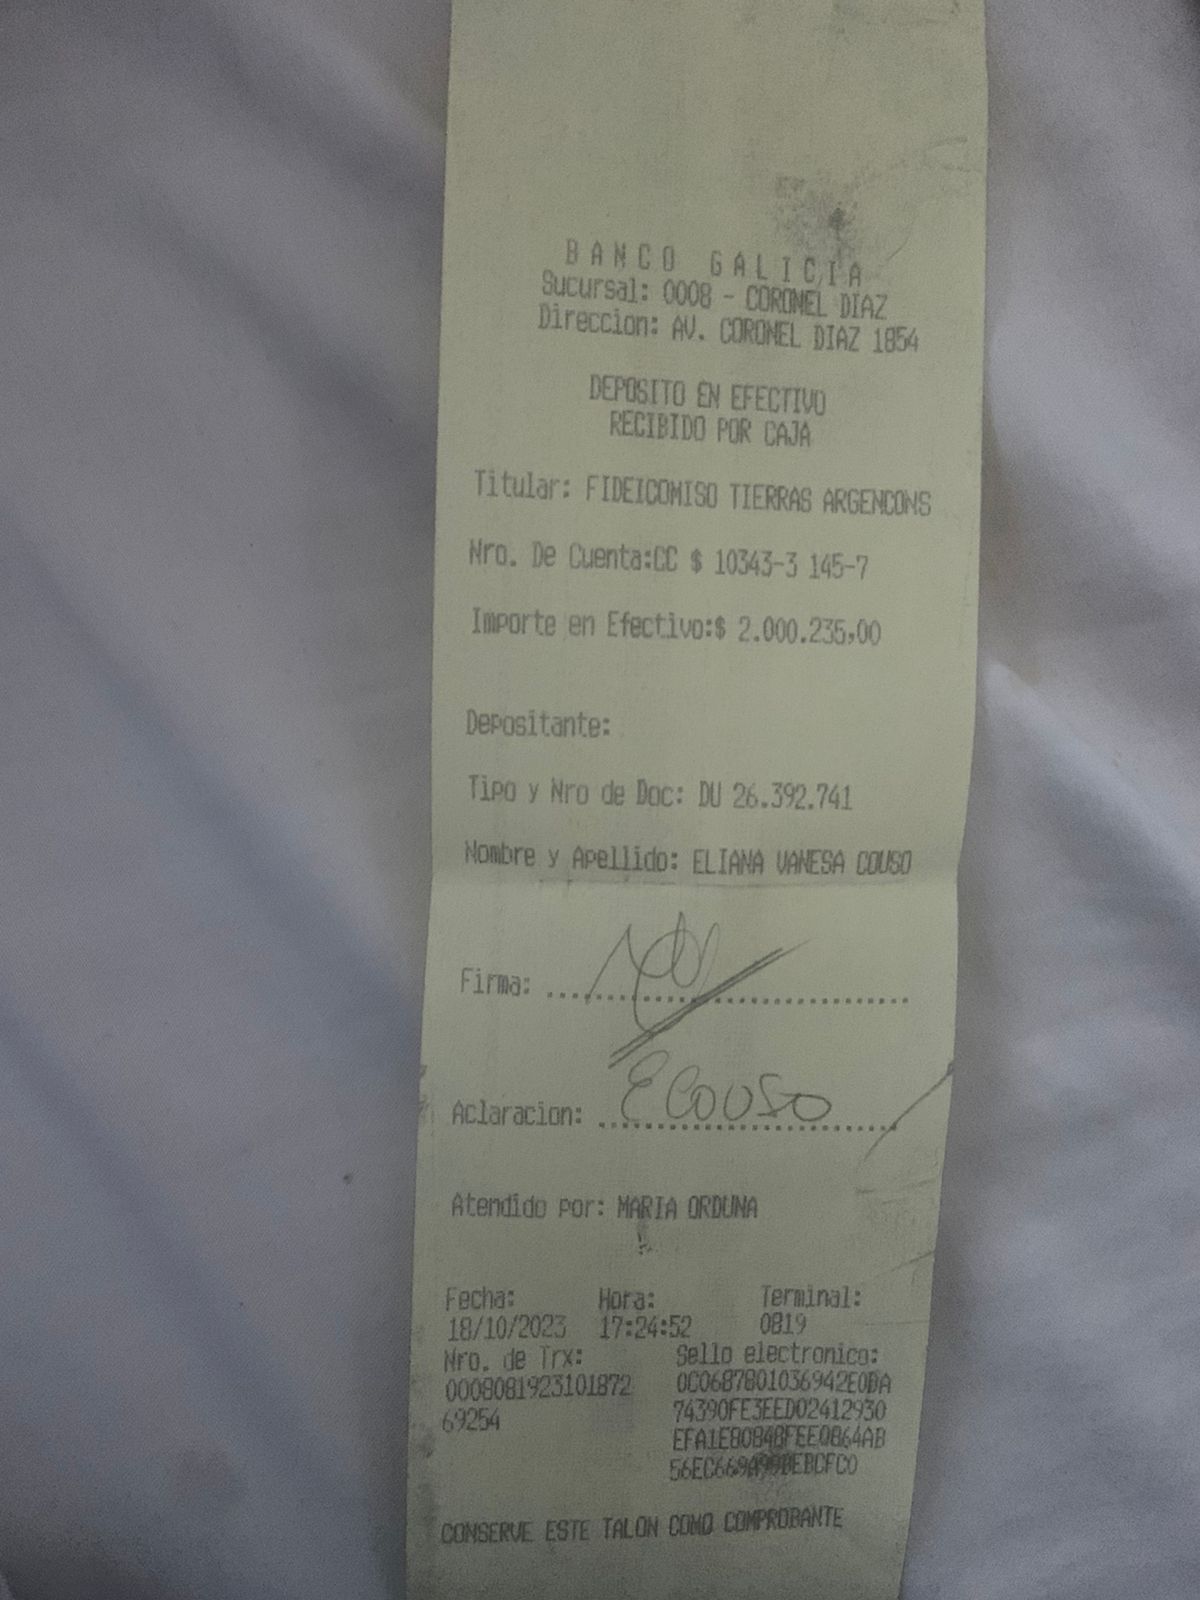 BANCO GALICIA
Sucursal: 0008 - CORONEL DIAZ
Direccion: AV. CORONEL DIAZ 1854
DEPOSITO EN EFECTIVO
RECIBIDO POR CAJA
Titular: FIDEICOMISO TIERRAS ARGENCONS
Nro. De Cuenta:CC $ 10343-3 145-7
Importe en Efectivo:$ 2.000.235,00
Depositante:
Tipo y Nro de Doc: DU 26.392.741
Nombre y Apellido: ELIANA VANESA COUSO
Firma:
Aclaracion: E COUSO
Atendido por: MARIA ORDUNA
Fecha: Hora: Terminal:
18/10/2023 17:24:52 0819
Nro. de Trx: Sello electronico:
0008081923101872 0C0687801036942E0BA
69254 74390FE3EED02412930
CONSERVE ESTE TALON COMO COMPROBANTE